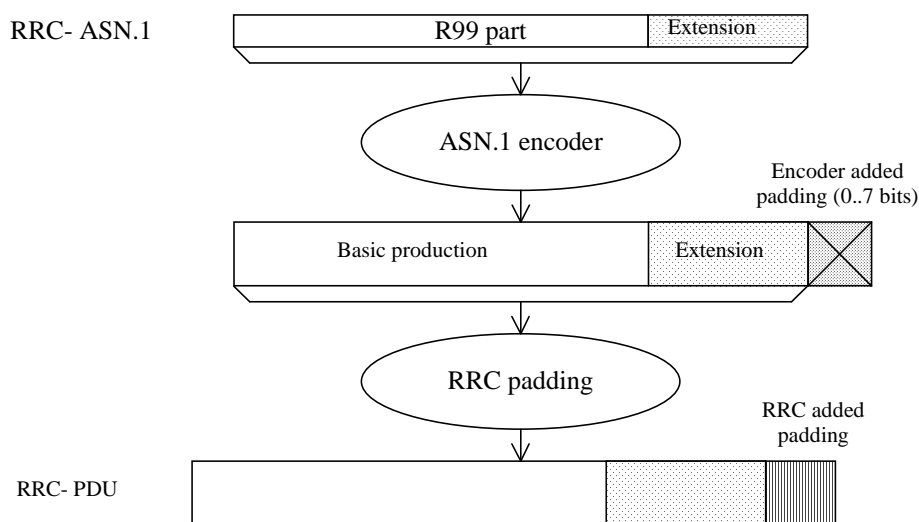 RRC- ASN.1
R99 part
Extension
ASN.1 encoder
Encoder added
padding (0..7 bits)
Basic production
Extension
RRC padding
RRC added
padding
RRC- PDU